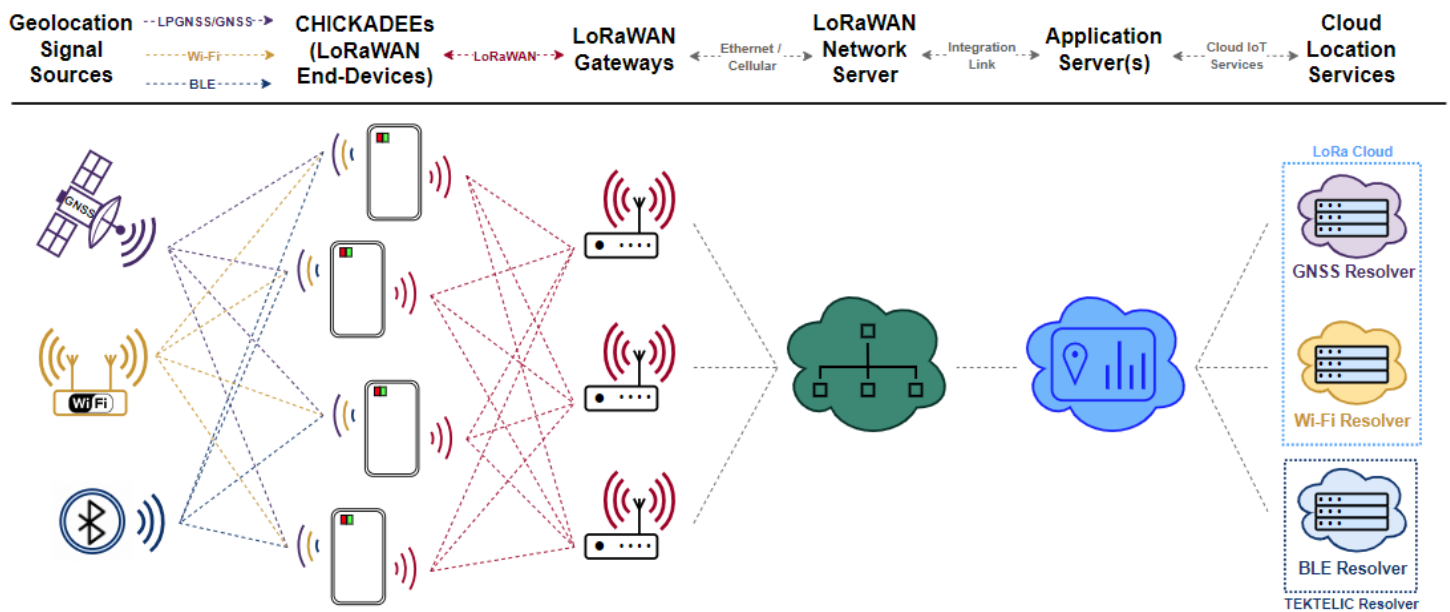 Geolocation
Signal
Sources
LPGNSS/GNSS
Wi-Fi
BLE
CHICKADEEs
(LoRaWAN
End-Devices)
LoRaWAN
LoRaWAN
Gateways
Ethernet /
Cellular
LoRaWAN
Network
Server
Integration
Link
Application
Server(s)
Cloud IoT
Services
Cloud
Location
Services
LoRa Cloud
GNSS
GNSS Resolver
WiFi
Wi-Fi Resolver
BLE Resolver
TEKTELIC Resolver